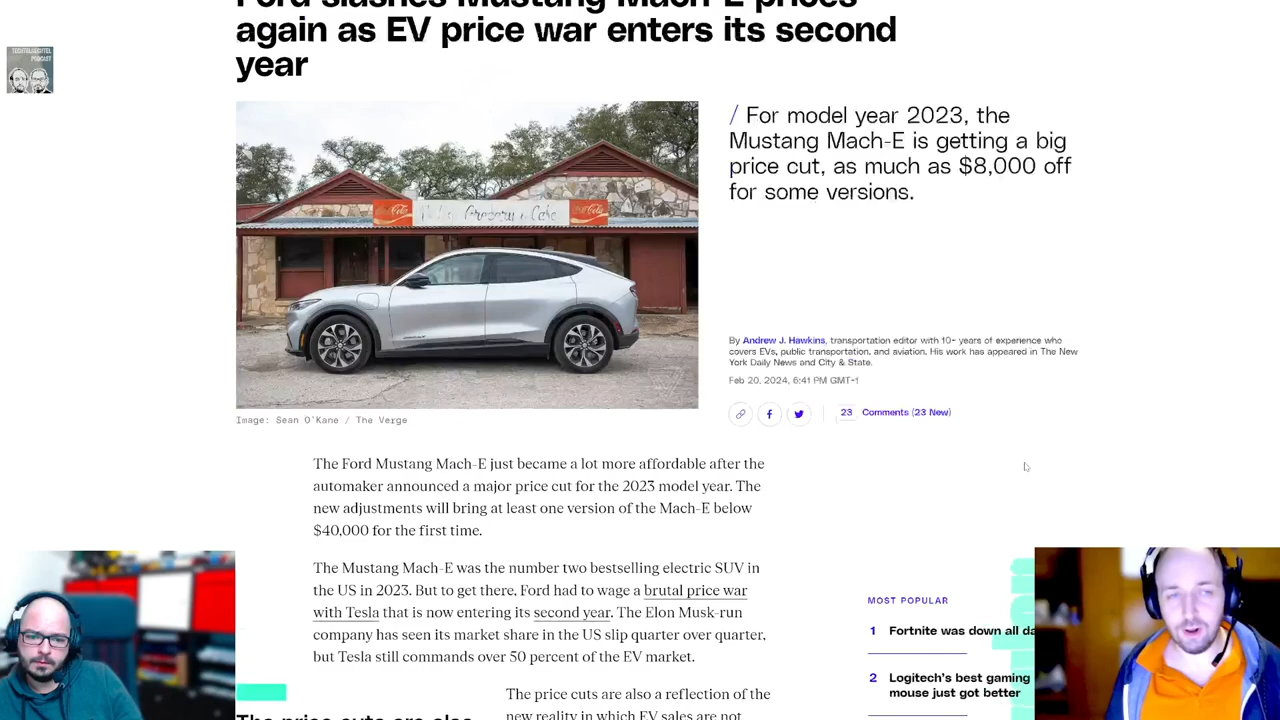 Ford slashes Mustang Mach-E prices
again as EV price war enters its second
year
TECHTELMECHTEL
PODCAST
/ For model year 2023, the
Mustang Mach-E is getting a big
price cut, as much as $8,000 off
for some versions.
Coca-Cola
Grocery & Cafe
Coca-Cola
By Andrew J. Hawkins, transportation editor with 10+ years of experience who
covers EVs, public transportation, and aviation. His work has appeared in The New
York Daily News and City & State.
Feb 20, 2024, 6:41 PM GMT-1
23 Comments (23 New)
Image: Sean O'Kane / The Verge
The Ford Mustang Mach-E just became a lot more affordable after the
automaker announced a major price cut for the 2023 model year. The
new adjustments will bring at least one version of the Mach-E below
$40,000 for the first time.
The Mustang Mach-E was the number two bestselling electric SUV in
the US in 2023. But to get there, Ford had to wage a brutal price war
with Tesla that is now entering its second year. The Elon Musk-run
company has seen its market share in the US slip quarter over quarter,
but Tesla still commands over 50 percent of the EV market.
The price cuts are also a reflection of the
new reality in which EV sales are not
The price cuts are also
MOST POPULAR
1 Fortnite was down all da
2 Logitech's best gaming
mouse just got better